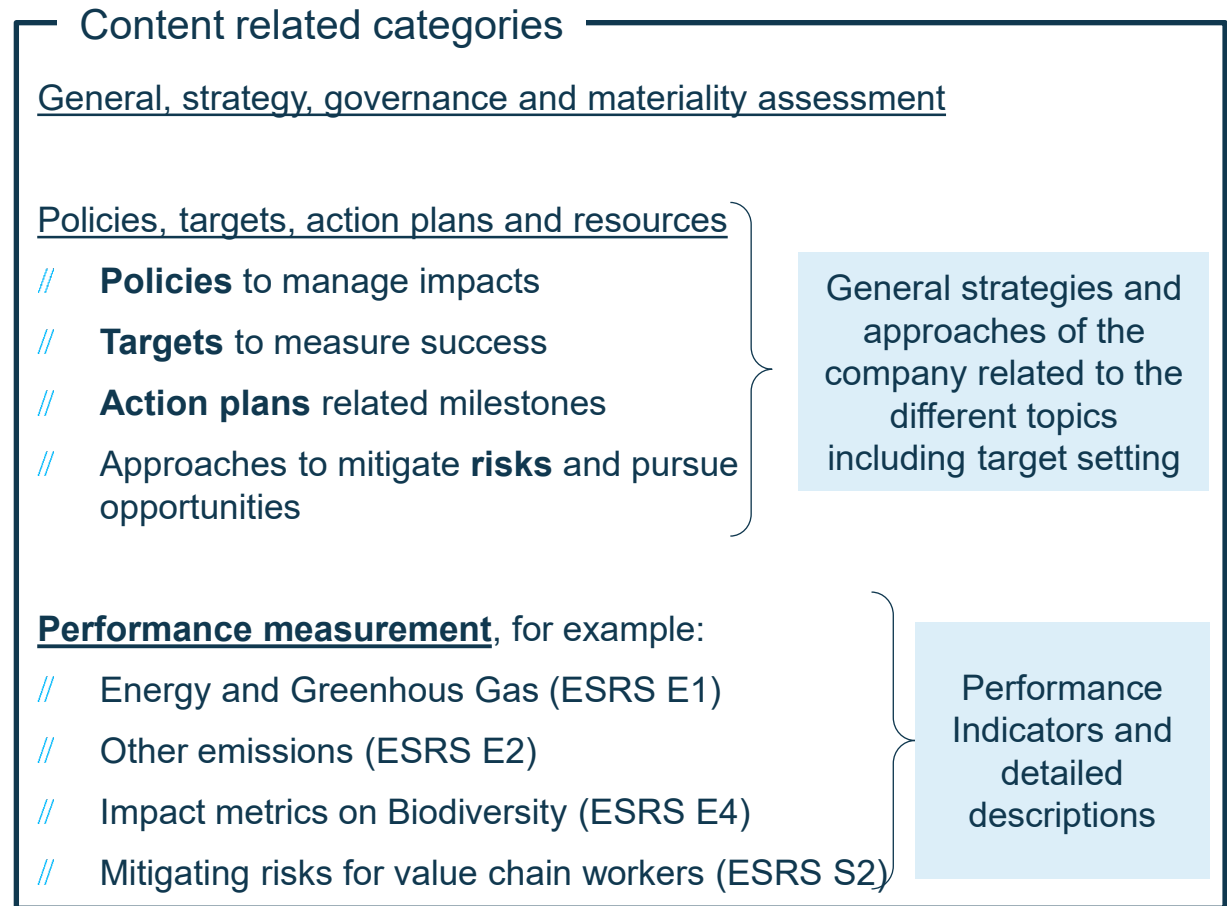 Content related categories
General, strategy, governance and materiality assessment
Policies, targets, action plans and resources
// Policies to manage impacts
// Targets to measure success
// Action plans related milestones
// Approaches to mitigate risks and pursue
opportunities
General strategies and
approaches of the
company related to the
different topics
including target setting
Performance measurement, for example:
// Energy and Greenhous Gas (ESRS E1)
// Other emissions (ESRS E2)
// Impact metrics on Biodiversity (ESRS E4)
// Mitigating risks for value chain workers (ESRS S2)
Performance
Indicators and
detailed
descriptions